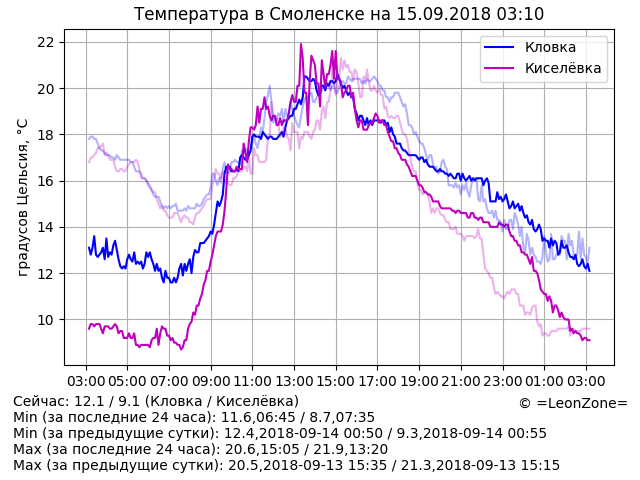 Температура в Смоленске на 15.09.2018 03:10
градусов Цельсия, °C
22
20
18
16
14
12
10
Кловка
Киселёвка
03:00 05:00 07:00 09:00 11:00 13:00 15:00 17:00 19:00 21:00 23:00 01:00 03:00
Сейчас: 12.1 / 9.1 (Кловка / Киселёвка)
© =LeonZone=
Min (за последние 24 часа): 11.6,06:45 / 8.7,07:35
Min (за предыдущие сутки): 12.4,2018-09-14 00:50 / 9.3,2018-09-14 00:55
Max (за последние 24 часа): 20.6,15:05 / 21.9,13:20
Max (за предыдущие сутки): 20.5,2018-09-13 15:35 / 21.3,2018-09-13 15:15